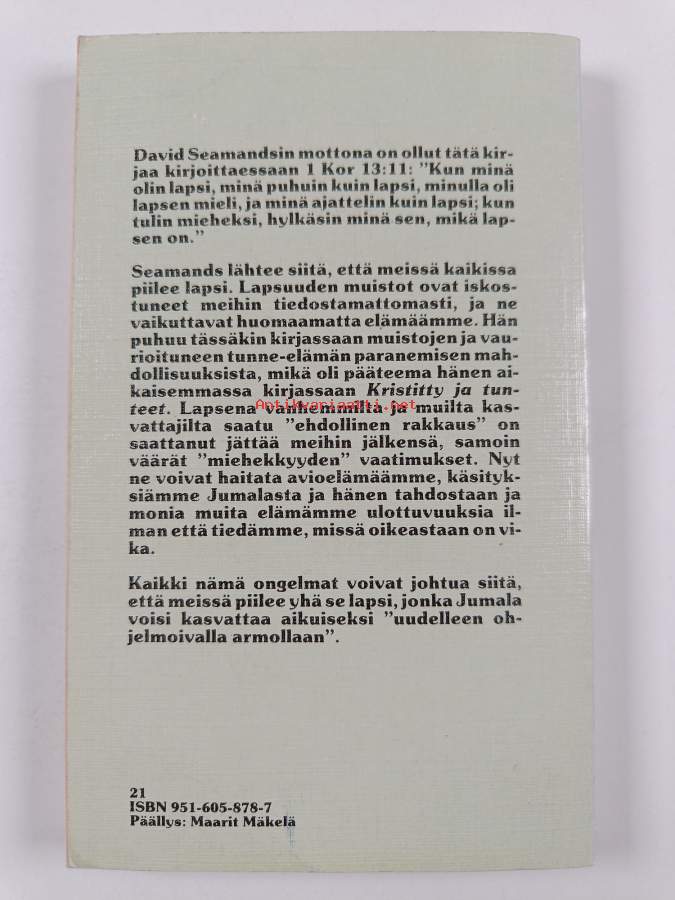 David Seamandsin mottona on ollut tätä kir-
jaa kirjoittaessaan 1 Kor 13:11: "Kun minä
olin lapsi, minä puhuin kuin lapsi, minulla oli
lapsen mieli, ja minä ajattelin kuin lapsi; kun
tulin mieheksi, hylkäsin minä sen, mikä lap-
sen on."
Seamands lähtee siitä, että meissä kaikissa
piilee lapsi. Lapsuuden muistot ovat iskos-
tuneet meihin tiedostamattomasti, ja ne
vaikuttavat huomaamatta elämäämme. Hän
puhuu tässäkin kirjassaan muistojen ja vau-
rioituneen tunne-elämän paranemisen mah-
dollisuuksista, mikä oli pääteema hänen ai-
kaisemmassa kirjassaan Kristitty ja tun-
teet. Lapsena vanhemmilta ja muilta kas-
Antikvariaatti.net
vattajilta saatu "ehdollinen rakkaus" on
saattanut jättää meihin jälkensä, samoin
väärät "miehekkyyden" vaatimukset. Nyt
ne voivat haitata avioelämäämme, käsityk-
siämme Jumalasta ja hänen tahdostaan ja
monia muita elämämme ulottuvuuksia il-
man että tiedämme, missä oikeastaan on vi-
ka.
Kaikki nämä ongelmat voivat johtua siitä,
että meissä piilee yhä se lapsi, jonka Jumala
voisi kasvattaa aikuiseksi "uudelleen oh-
jelmoivalla armollaan".
21
ISBN 951-605-878-7
Päällys: Maarit Mäkelä